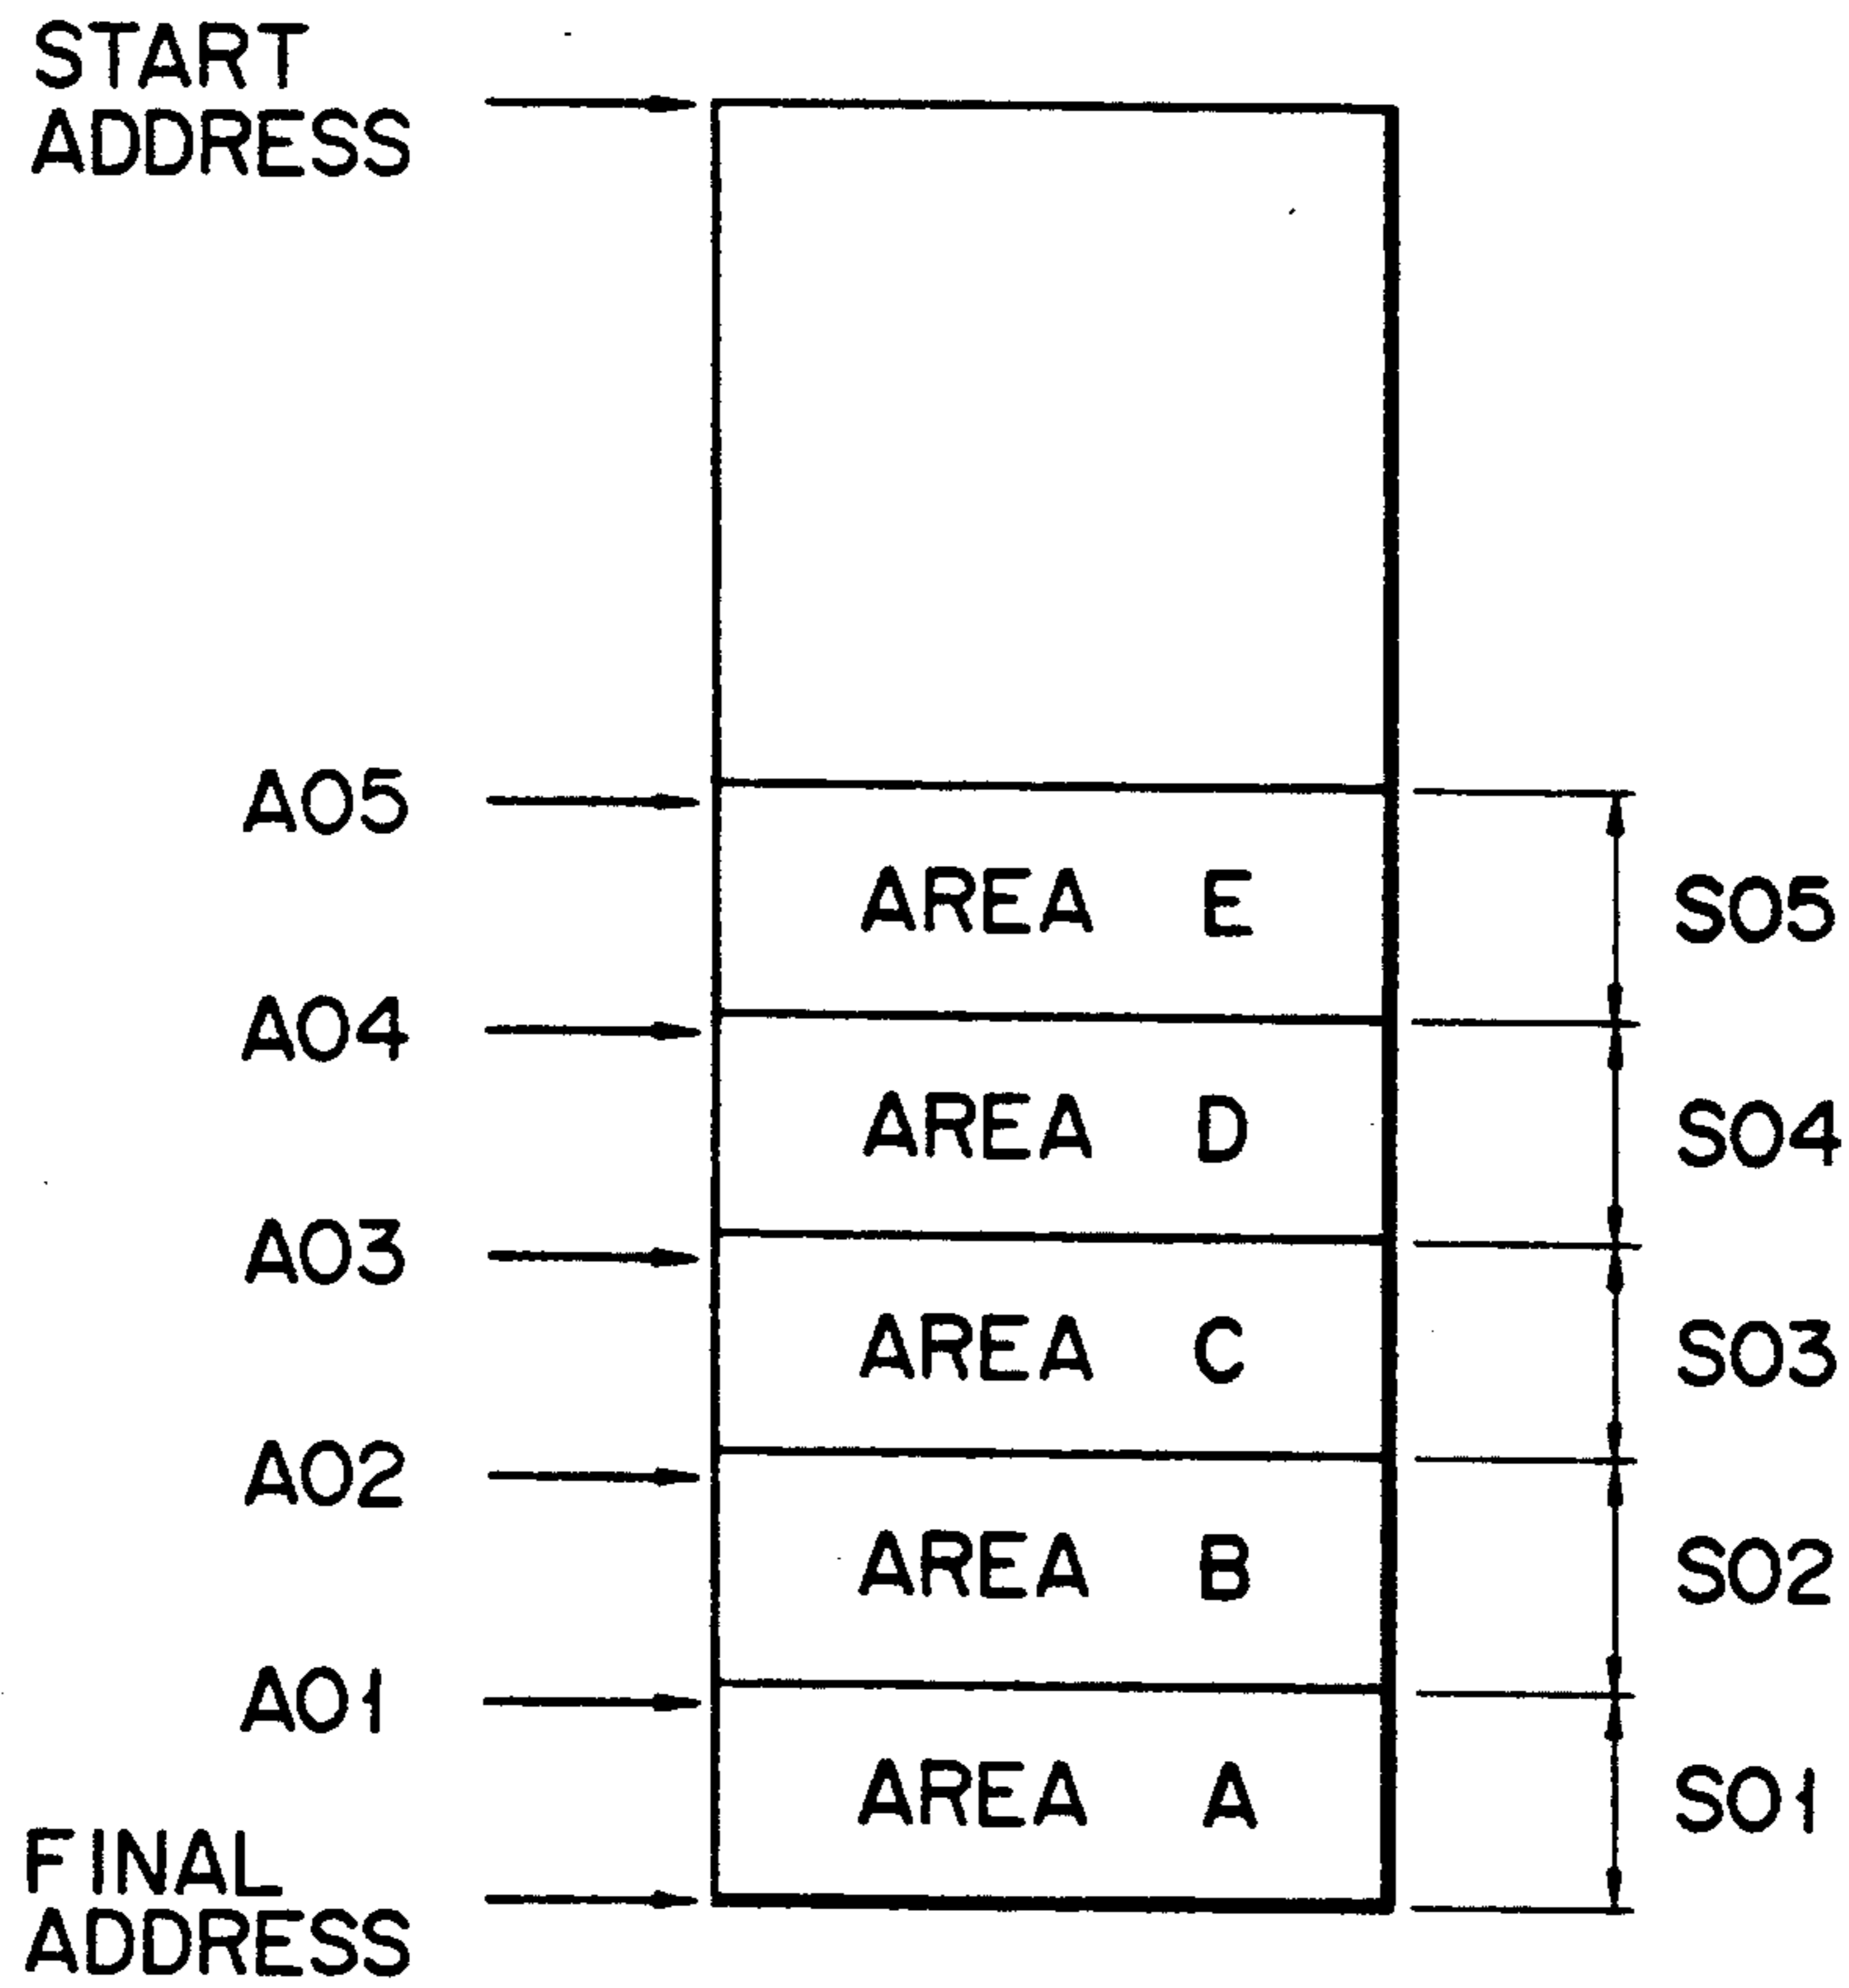 START
ADDRESS
A05
AREA E
S05
A04
AREA D
S04
A03
AREA C
S03
A02
AREA B
S02
A01
AREA A
S01
FINAL
ADDRESS